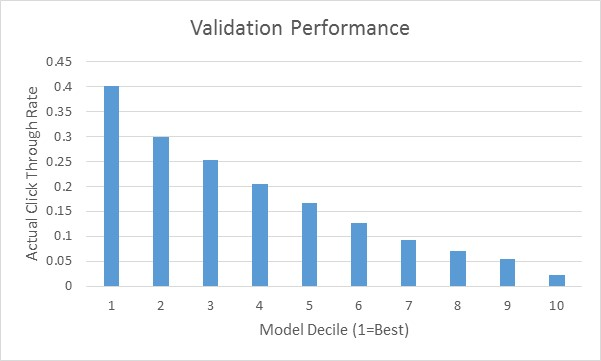 Validation Performance
0.45
0.4
0.35
0.3
0.25
0.2
0.15
0.1
0.05
0
Actual Click Through Rate
1 2 3 4 5 6 7 8 9 10
Model Decile (1=Best)